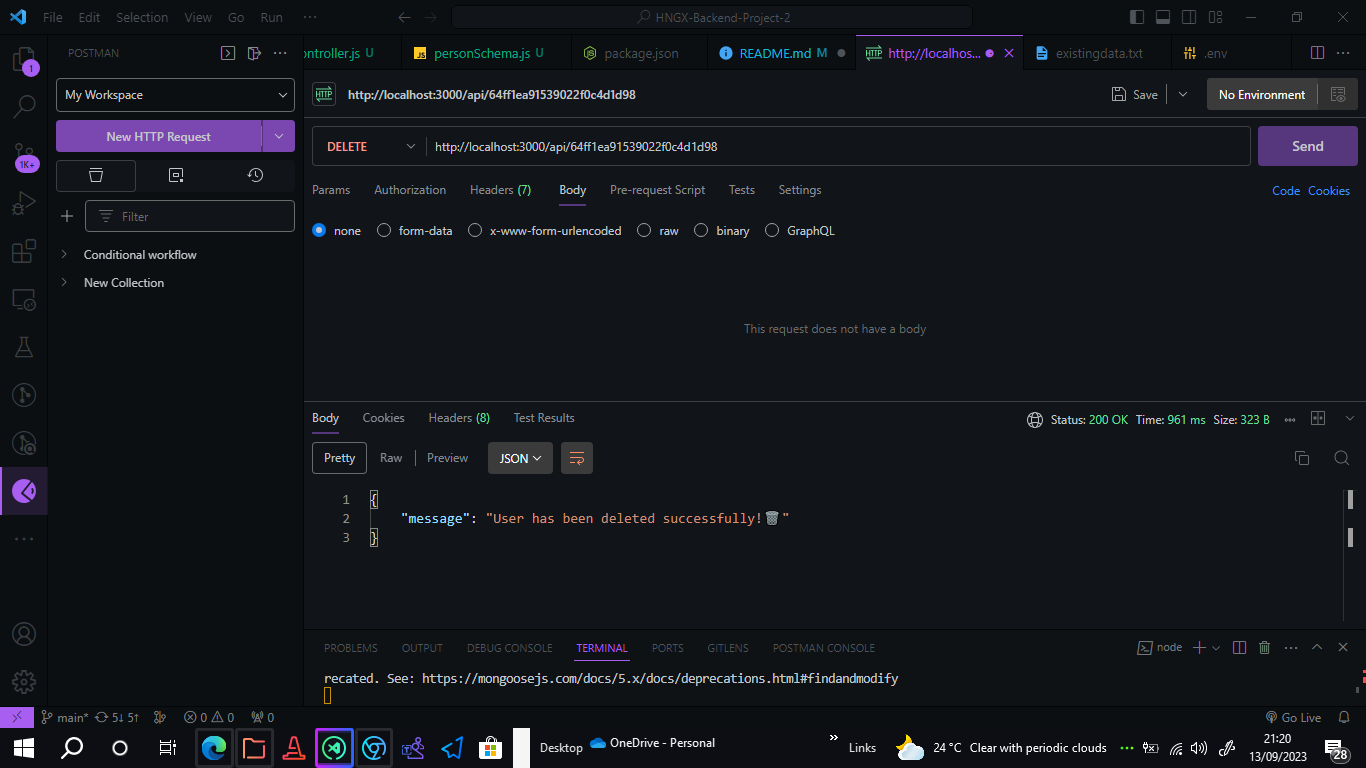 File Edit Selection View Go Run ··· HNGX-Backend-Project-2
POSTMAN
ontroller.js U personSchema.js U package.json README.md M http://localhos... existingdata.txt .env
1
My Workspace
http://localhost:3000/api/64ff1ea91539022f0c4d1d98 Save No Environment
New HTTP Request
DELETE http://localhost:3000/api/64ff1ea91539022f0c4d1d98 Send
1K+
Params Authorization Headers (7) Body Pre-request Script Tests Settings Code Cookies
Filter
none form-data x-www-form-urlencoded raw binary GraphQL
Conditional workflow
New Collection
This request does not have a body
Body Cookies Headers (8) Test Results Status: 200 OK Time: 961 ms Size: 323 B
Pretty Raw Preview JSON
1 {
2 "message": "User has been deleted successfully!🗑️"
3 }
PROBLEMS OUTPUT DEBUG CONSOLE TERMINAL PORTS GITLENS POSTMAN CONSOLE node
recated. See: https://mongoosejs.com/docs/5.x/docs/deprecations.html#findandmodify
main* 5↓ 5↑ 0 0 0 Go Live
Desktop OneDrive - Personal » Links 24 °C Clear with periodic clouds 21:20
13/09/2023 28